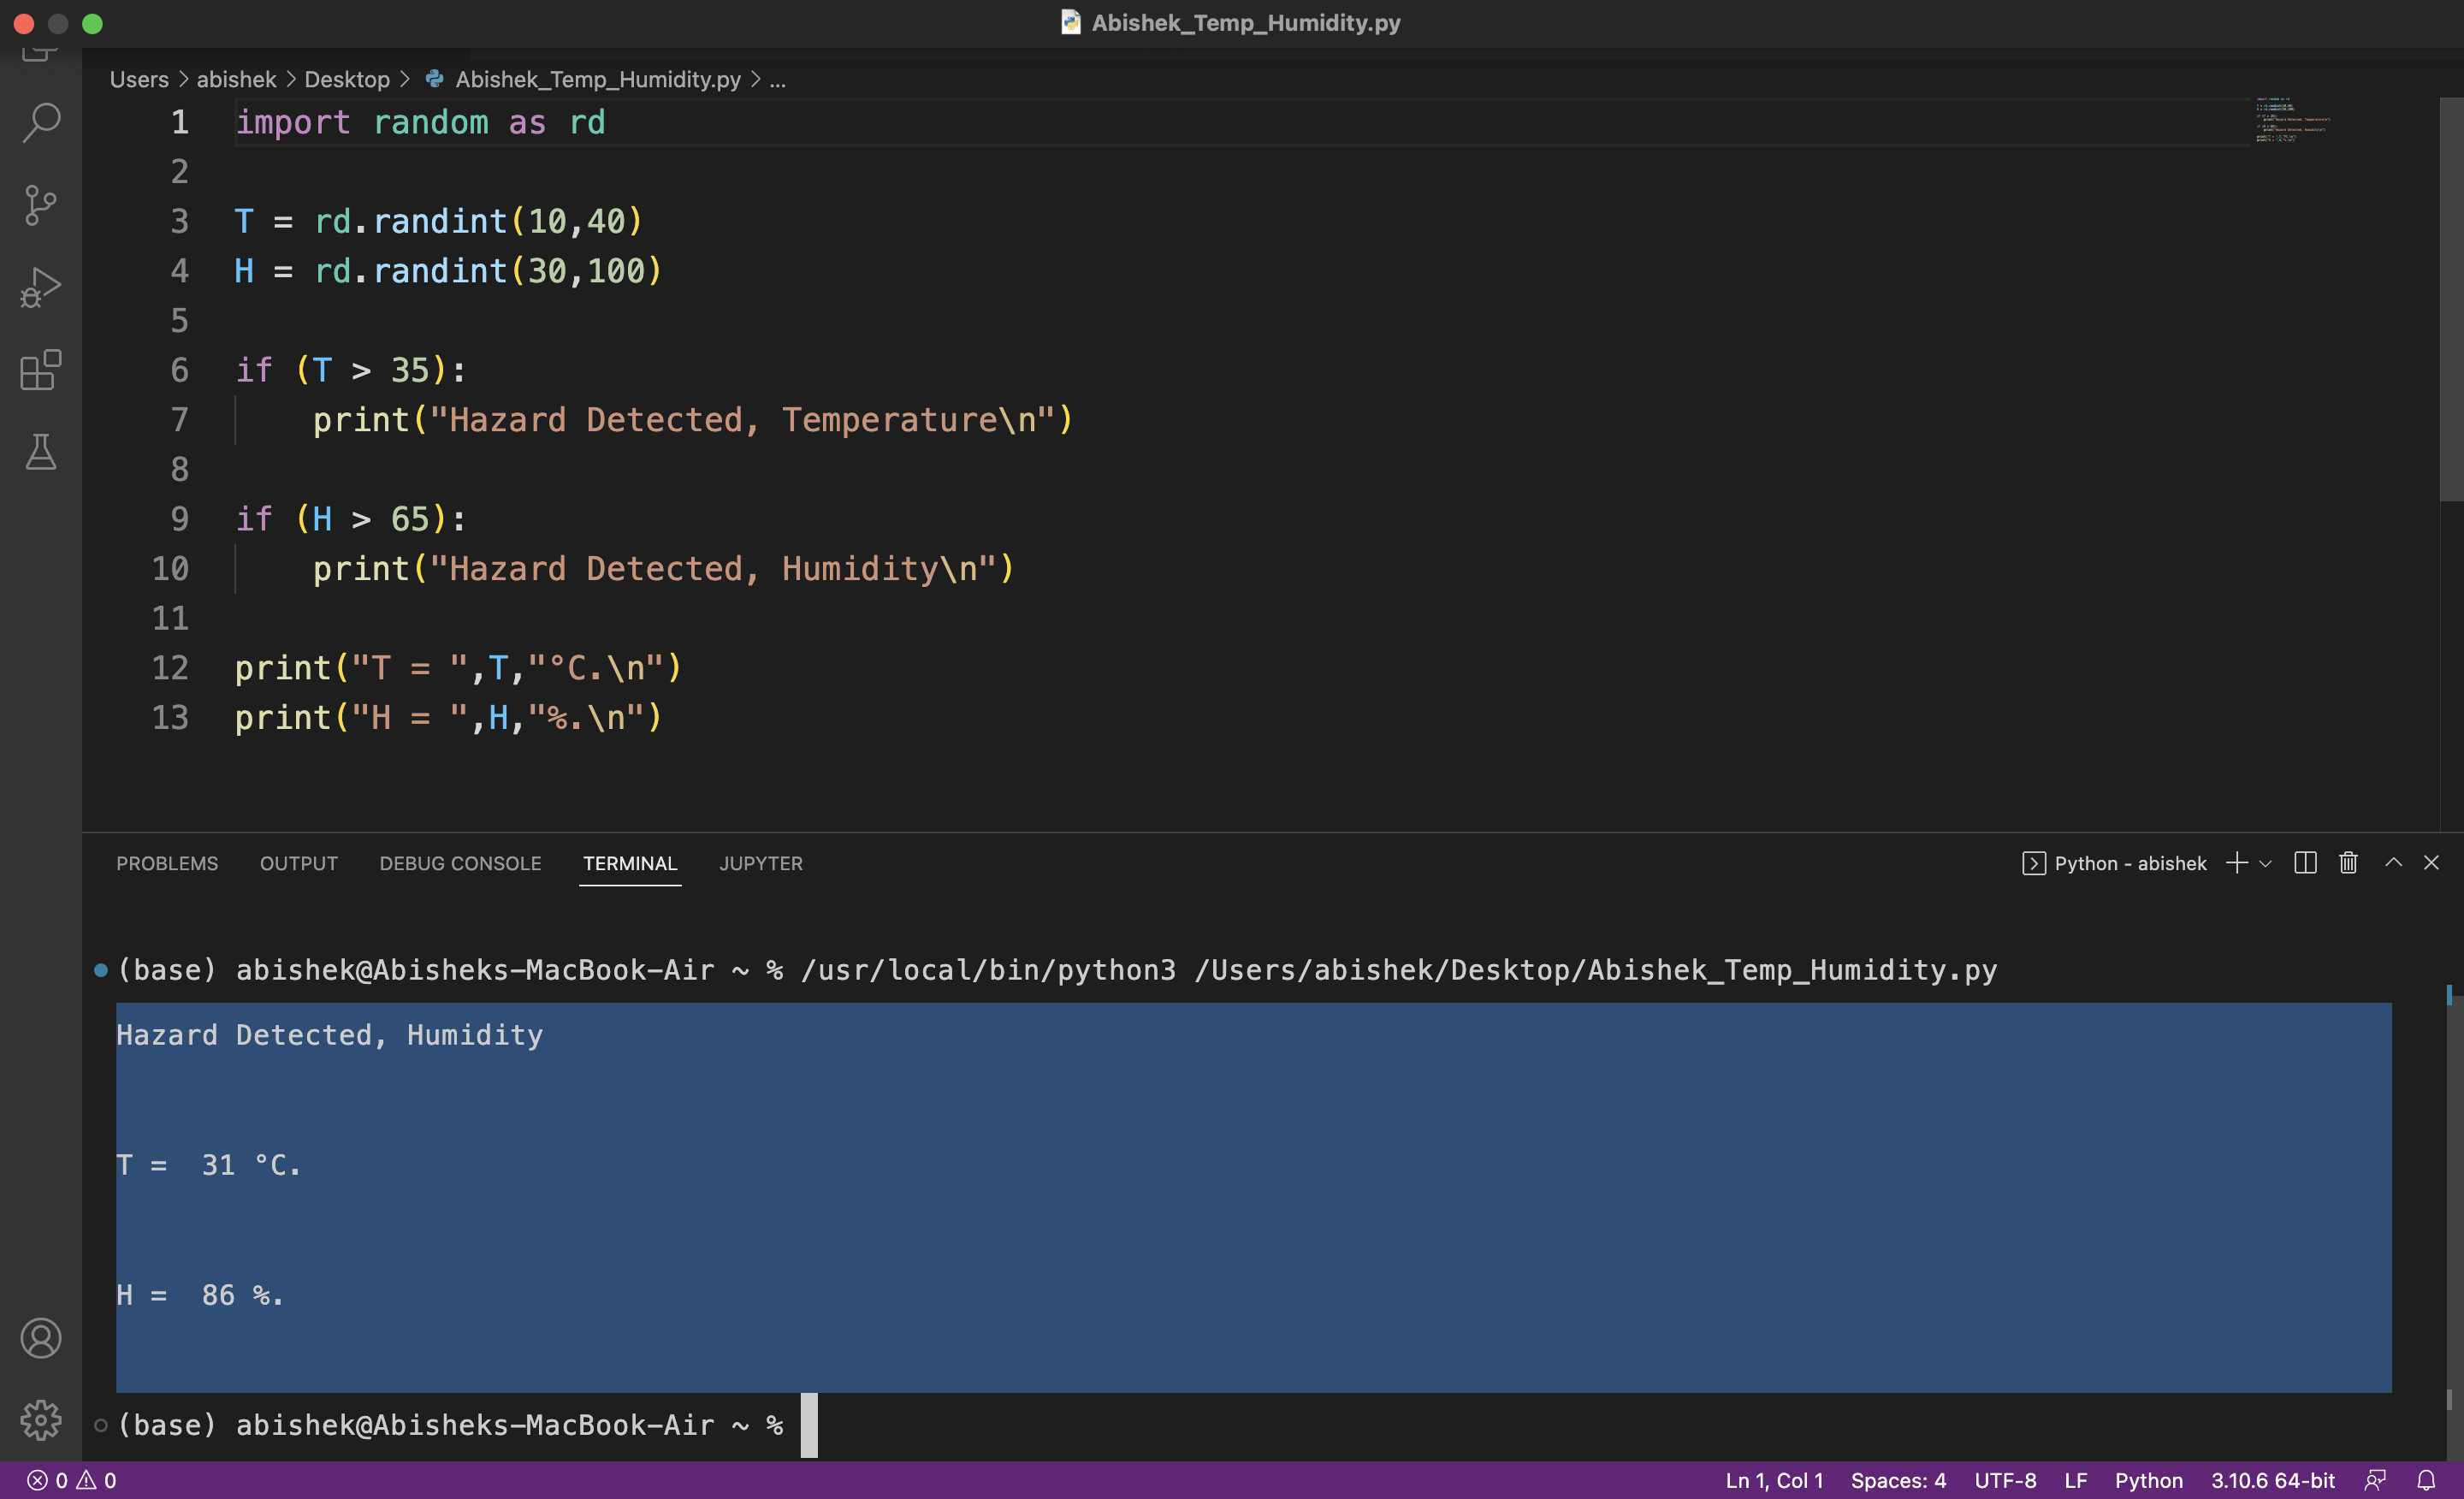 Abishek_Temp_Humidity.py
Users > abishek > Desktop > Abishek_Temp_Humidity.py > ...
1 import random as rd
2
3 T = rd.randint(10,40)
4 H = rd.randint(30,100)
5
6 if (T > 35):
7     print("Hazard Detected, Temperature\n")
8
9 if (H > 65):
10     print("Hazard Detected, Humidity\n")
11
12 print("T = ",T,"°C.\n")
13 print("H = ",H,"%.\n")
PROBLEMS OUTPUT DEBUG CONSOLE TERMINAL JUPYTER Python - abishek
(base) abishek@Abisheks-MacBook-Air ~ % /usr/local/bin/python3 /Users/abishek/Desktop/Abishek_Temp_Humidity.py
Hazard Detected, Humidity
T =  31 °C.
H =  86 %.
(base) abishek@Abisheks-MacBook-Air ~ %
0 0 Ln 1, Col 1 Spaces: 4 UTF-8 LF Python 3.10.6 64-bit